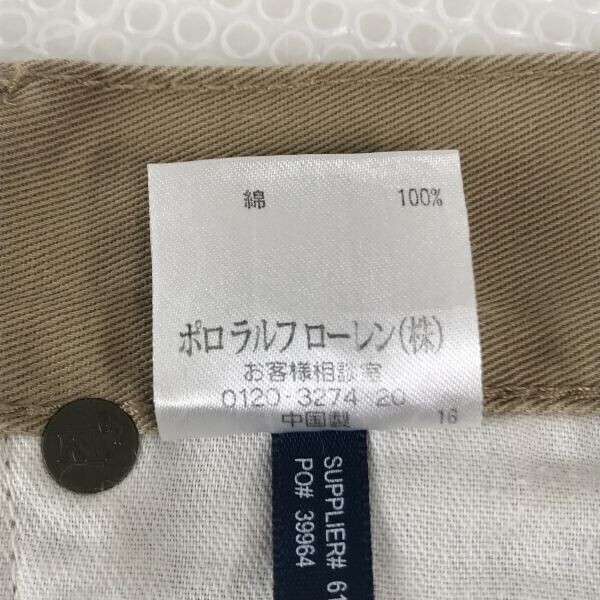 綿 100%
ポロ ラルフ ローレン(株)
お客様相談室
0120-3274 20
中国製 16
SUPPLIER# 61
PO# 39964